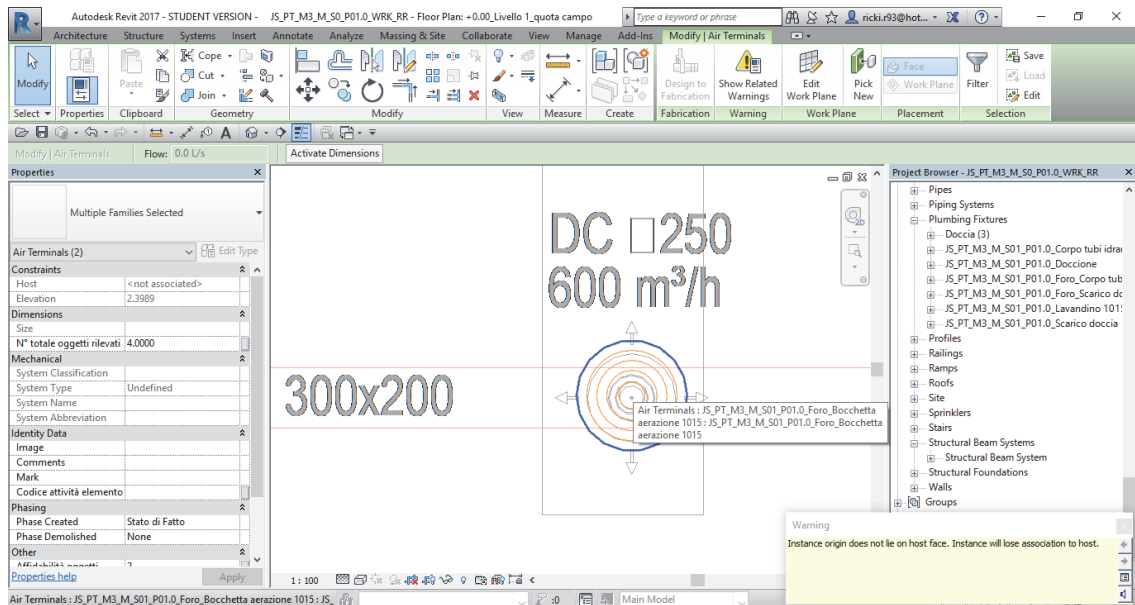 Autodesk Revit 2017 - STUDENT VERSION - JS_PT_M3_M_S0_P01_WRK_RR - Floor Plan: +0.00_Livello 1_quota campo
Type a keyword or phrase
ricki.r93@hot...
Architecture Structure Systems Insert Annotate Analyze Massing & Site Collaborate View Manage Add-Ins Modify | Air Terminals
Modify
Paste
Cope
Cut
Join
Design to Fabrication
Show Related Warnings
Edit Work Plane
Pick New
Face
Work Plane
Filter
Save
Load
Edit
Select Properties Clipboard Geometry Modify View Measure Create Fabrication Warning Work Plane Placement Selection
Modify | Air Terminals Flow: 0.0 L/s Activate Dimensions
Properties
Multiple Families Selected
Air Terminals (2) Edit Type
Constraints
Host <not associated>
Elevation 2.3989
Dimensions
Size
N° totale oggetti rilevati 4.0000
Mechanical
System Classification
System Type Undefined
System Name
System Abbreviation
Identity Data
Image
Comments
Mark
Codice attività elemento
Phasing
Phase Created Stato di Fatto
Phase Demolished None
Other
Properties help Apply
DC □250
600 m³/h
300x200
Air Terminals : JS_PT_M3_M_S01_P01.0_Foro_Bocchetta
aerazione 1015 : JS_PT_M3_M_S01_P01.0_Foro_Bocchetta
aerazione 1015
1 : 100
Project Browser - JS_PT_M3_M_S0_P01.0_WRK_RR
Pipes
Piping Systems
Plumbing Fixtures
Doccia (3)
JS_PT_M3_M_S01_P01.0_Corpo tubi idrau
JS_PT_M3_M_S01_P01.0_Doccione
JS_PT_M3_M_S01_P01.0_Foro_Corpo tub
JS_PT_M3_M_S01_P01.0_Foro_Scarico do
JS_PT_M3_M_S01_P01.0_Lavandino 1015
JS_PT_M3_M_S01_P01.0_Scarico doccia
Profiles
Railings
Ramps
Roofs
Site
Sprinklers
Stairs
Structural Beam Systems
Structural Beam System
Structural Foundations
Walls
Groups
Warning
Instance origin does not lie on host face. Instance will lose association to host.
Air Terminals : JS_PT_M3_M_S01_P01.0_Foro_Bocchetta aerazione 1015 : JS_
:0
Main Model